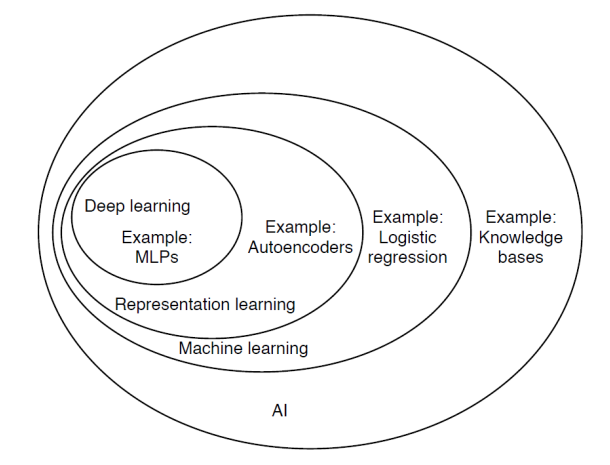 Deep learning
Example:
MLPs
Example:
Autoencoders
Example:
Logistic
regression
Example:
Knowledge
bases
Representation learning
Machine learning
AI